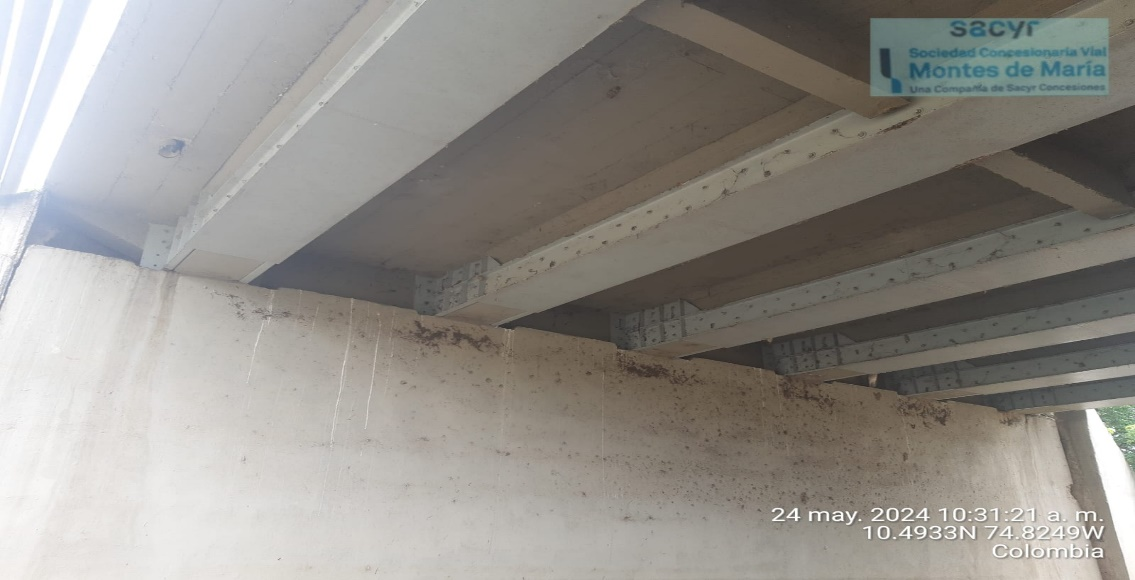 sacyr
Sociedad Concesionaria Vial
Montes de María
Una Compañía de Sacyr Concesiones
24 may. 2024 10:31:21 a. m.
10.4933N 74.8249W
Colombia